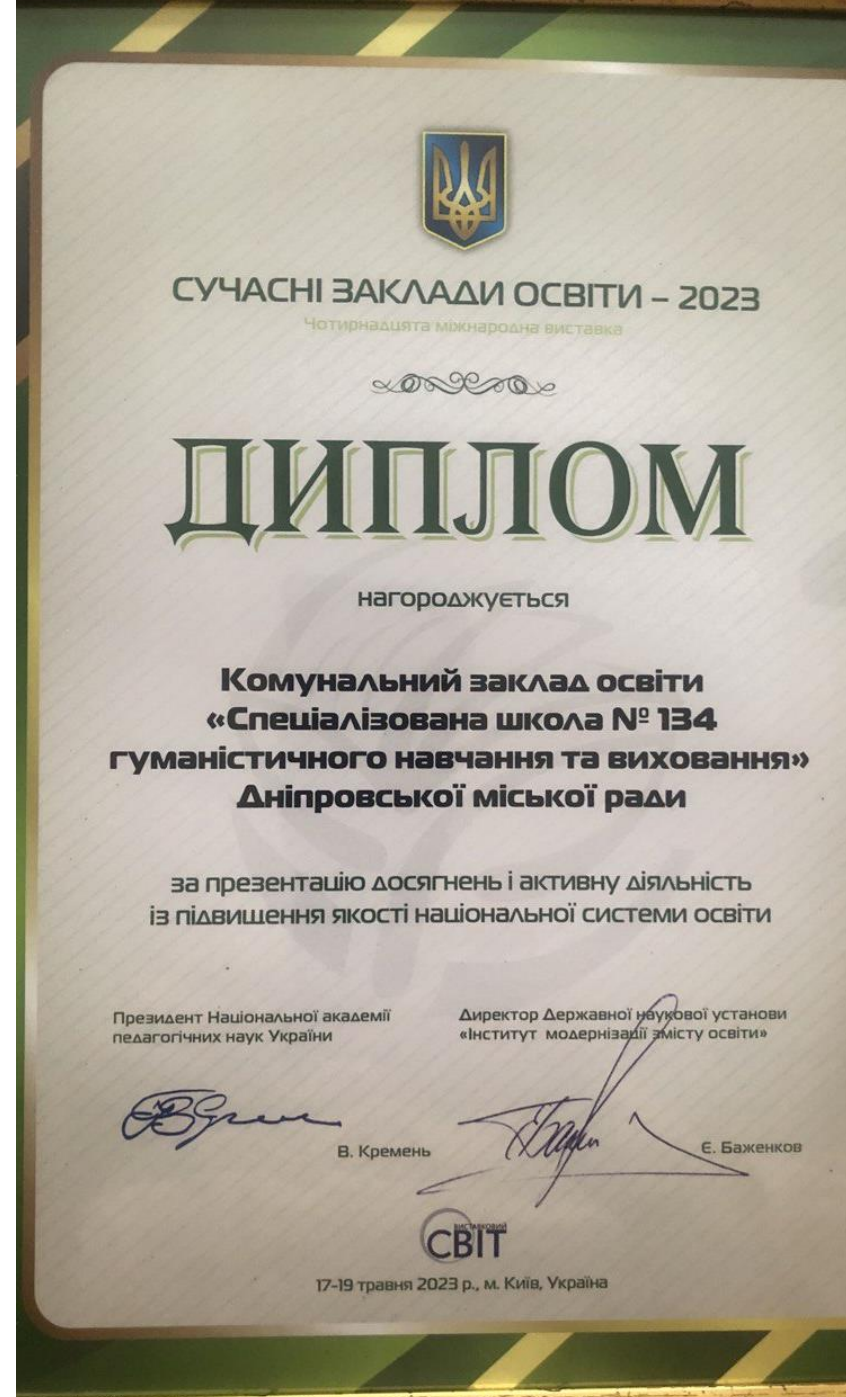 СУЧАСНІ ЗАКЛАДИ ОСВІТИ – 2023
Чотирнадцята міжнародна виставка
ДИПЛОМ
нагороджується
Комунальний заклад освіти
«Спеціалізована школа № 134
гуманістичного навчання та виховання»
Дніпровської міської ради
за презентацію досягнень і активну діяльність
із підвищення якості національної системи освіти
Президент Національної академії
педагогічних наук України
В. Кремень
Директор Державної наукової установи
«Інститут модернізації змісту освіти»
Є. Баженков
ВИСТАВКОВИЙ
СВІТ
17-19 травня 2023 р., м. Київ, Україна